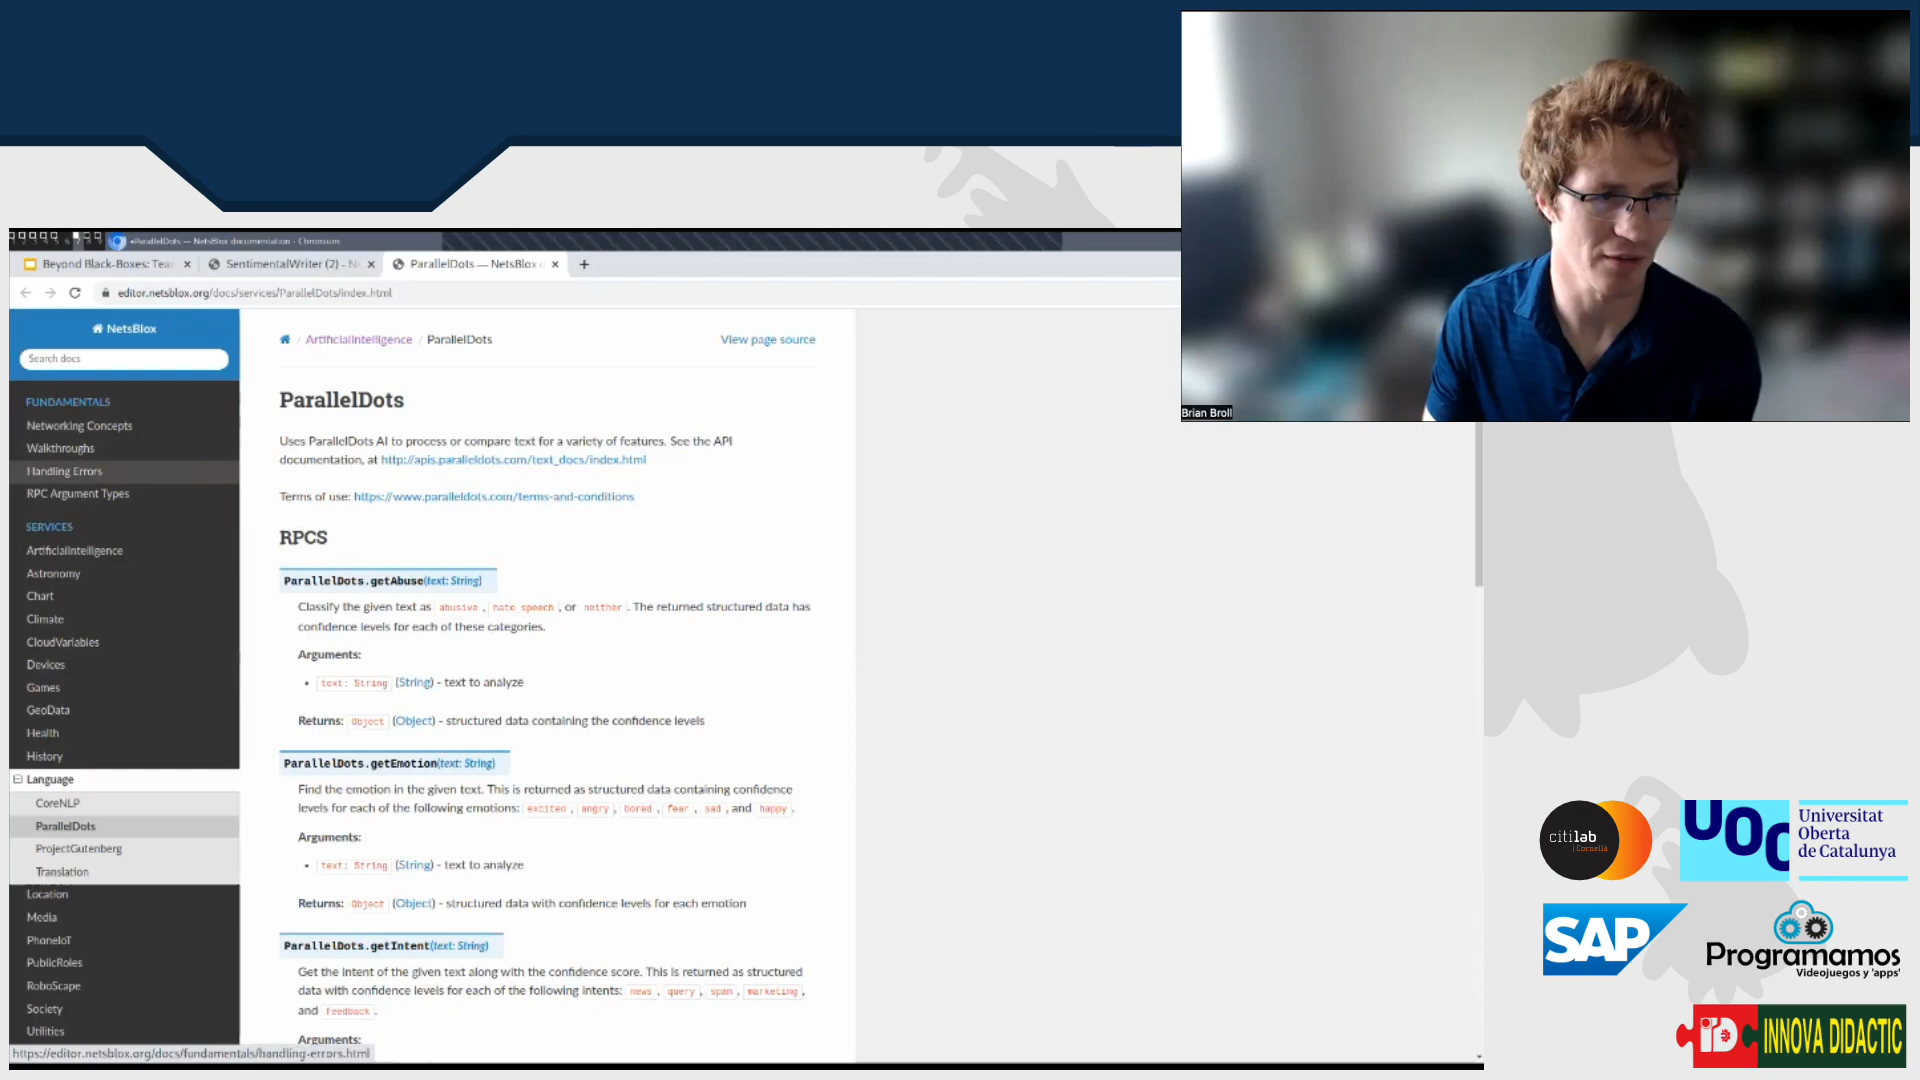 ParallelDots — NetsBlox documentation - Chromium
Beyond Black-Boxes: Tea
SentimentalWriter (2) - N
ParallelDots — NetsBlox d
editor.netsblox.org/docs/services/ParallelDots/index.html
NetsBlox
Search docs
FUNDAMENTALS
Networking Concepts
Walkthroughs
Handling Errors
RPC Argument Types
SERVICES
ArtificialIntelligence
Astronomy
Chart
Climate
CloudVariables
Devices
Games
GeoData
Health
History
Language
CoreNLP
ParallelDots
ProjectGutenberg
Translation
Location
Media
PhoneIoT
PublicRoles
RoboScape
Society
Utilities
https://editor.netsblox.org/docs/fundamentals/handling-errors.html
/ ArtificialIntelligence / ParallelDots
View page source
ParallelDots
Uses ParallelDots AI to process or compare text for a variety of features. See the API
documentation, at http://apis.paralleldots.com/text_docs/index.html
Terms of use: https://www.paralleldots.com/terms-and-conditions
RPCS
ParallelDots.getAbuse(text: String)
Classify the given text as abusive, hate speech, or neither. The returned structured data has
confidence levels for each of these categories.
Arguments:
• text: String (String) - text to analyze
Returns: Object (Object) - structured data containing the confidence levels
ParallelDots.getEmotion(text: String)
Find the emotion in the given text. This is returned as structured data containing confidence
levels for each of the following emotions: excited, angry, bored, fear, sad, and happy.
Arguments:
• text: String (String) - text to analyze
Returns: Object (Object) - structured data with confidence levels for each emotion
ParallelDots.getIntent(text: String)
Get the intent of the given text along with the confidence score. This is returned as structured
data with confidence levels for each of the following intents: news, query, span, marketing,
and feedback.
Arguments:
Brian Broll
citilab
Cornellà
UOC
Universitat
Oberta
de Catalunya
SAP
Programamos
Videojuegos y 'apps'
iD
INNOVA DIDACTIC